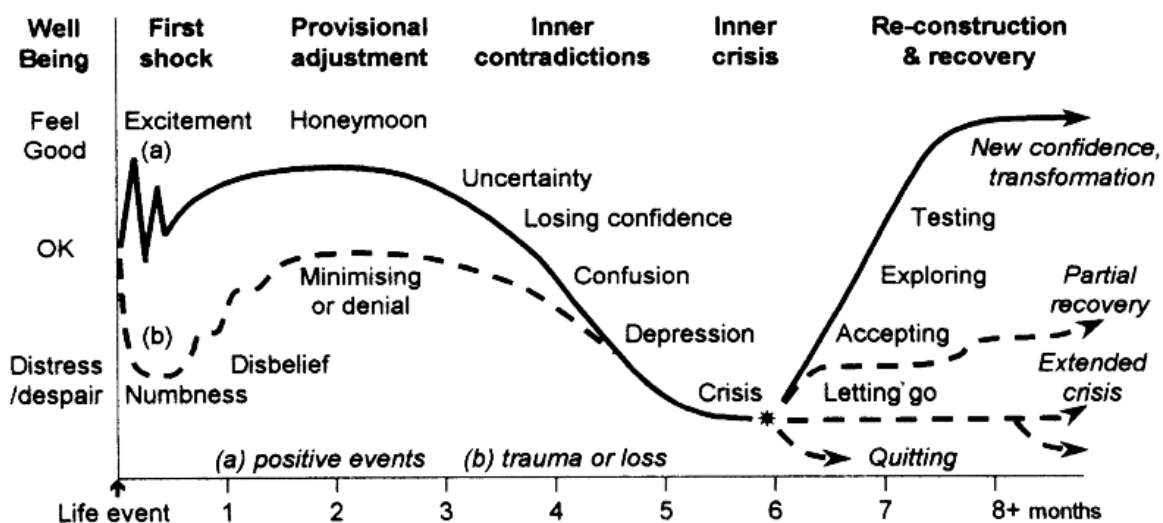 Well First Provisional Inner Inner Re-construction
Being shock adjustment contradictions crisis & recovery
Feel Excitement Honeymoon
Good (a)
New confidence,
transformation
Uncertainty
Losing confidence
Testing
OK
Minimising
or denial
Confusion
Exploring
Partial
recovery
(b)
Depression
Accepting
Distress
/despair
Disbelief
Numbness
Crisis
Letting go
Extended
crisis
(a) positive events (b) trauma or loss
Quitting
Life event 1 2 3 4 5 6 7 8+ months